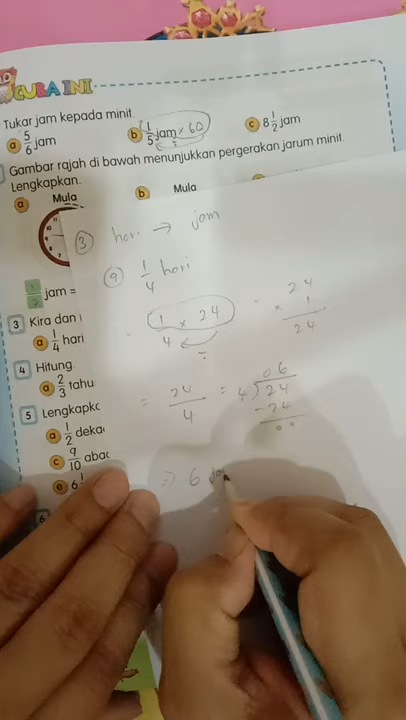 CUBA INI
Tukar jam kepada minit.
a 5/6 jam
b 1/5 jam × 60
c 8 1/2 jam
Gambar rajah di bawah menunjukkan pergerakan jarum minit.
Lengkapkan.
a Mula
b Mula
jam =
3 Kira dan
a 1/4 hari
4 Hitung
a 2/3 tahu
5 Lengkapka
a 1/2 deka
c 9/10 abad
e 6
3 hari → jam
a 1/4 hari
= 1/4 × 24
÷
= 24
× 1
24
= 24/4 = 4 ) 24
06
- 24
00
⇒ 6 ja